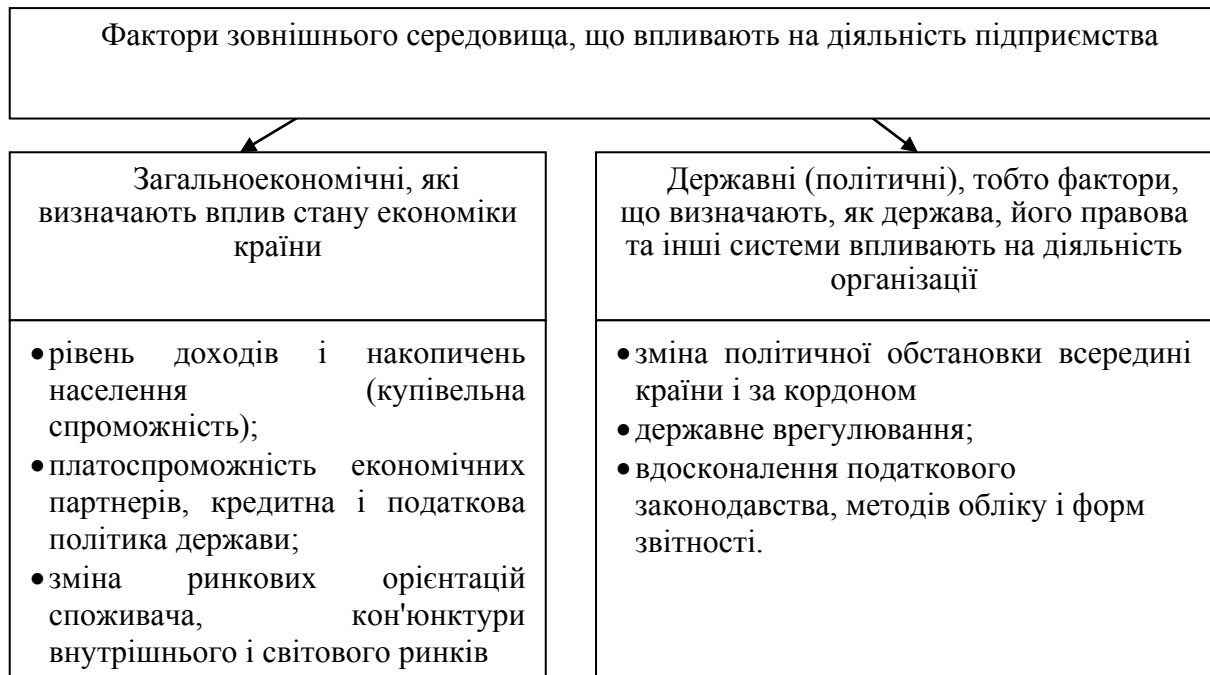 Фактори зовнішнього середовища, що впливають на діяльність підприємства
Загальноекономічні, які
визначають вплив стану економіки
країни
Державні (політичні), тобто фактори,
що визначають, як держава, його правова
та інші системи впливають на діяльність
організації
•рівень доходів і накопичень
населення (купівельна
спроможність);
•платоспроможність економічних
партнерів, кредитна і податкова
політика держави;
•зміна ринкових орієнтацій
споживача, кон'юнктури
внутрішнього і світового ринків
•зміна політичної обстановки всередині
країни і за кордоном
•державне врегулювання;
•вдосконалення податкового
законодавства, методів обліку і форм
звітності.